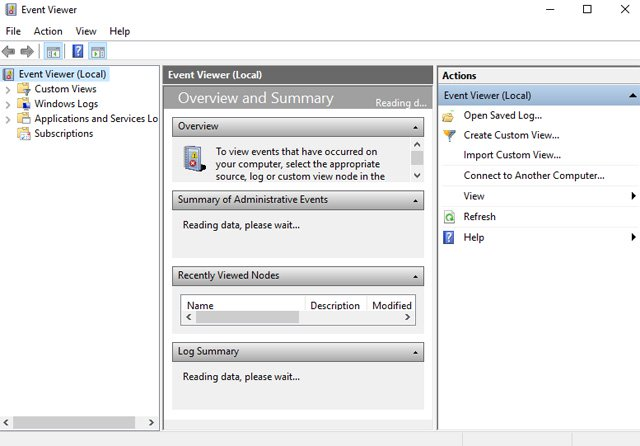 Event Viewer
File Action View Help
Event Viewer (Local)
Custom Views
Windows Logs
Applications and Services Lo
Subscriptions
Event Viewer (Local)
Overview and Summary Reading d...
Overview
To view events that have occurred on
your computer, select the appropriate
source, log or custom view node in the
Summary of Administrative Events
Reading data, please wait...
Recently Viewed Nodes
Name Description Modified
Log Summary
Reading data, please wait...
Actions
Event Viewer (Local)
Open Saved Log...
Create Custom View...
Import Custom View...
Connect to Another Computer...
View
Refresh
Help